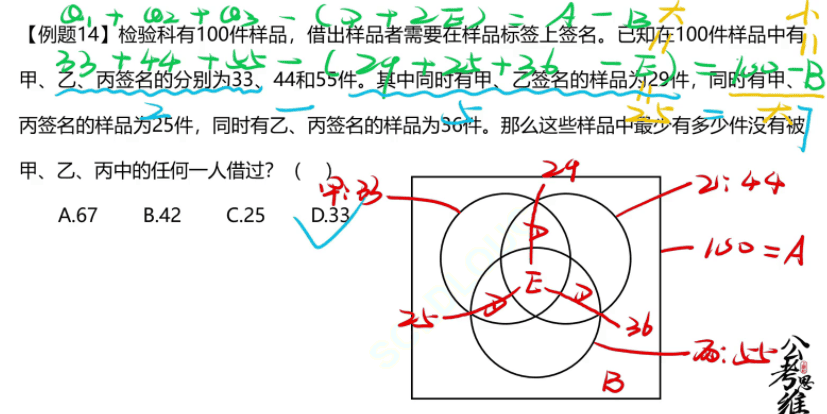 a₁ + a₂ + a₃ - (D + 2E) = A - B 大 小
【例题14】检验科有100件样品，借出样品者需要在样品标签上签名。已知在100件样品中有
33 + 44 + 55 - (29 + 25 + 36 - E) = 100 - B
甲、乙、丙签名的分别为33、44和55件。其中同时有甲、乙签名的样品为29件，同时有甲、
2 - 5 25 = 大
丙签名的样品为25件，同时有乙、丙签名的样品为36件。那么这些样品中最少有多少件没有被
甲、乙、丙中的任何一人借过？（ ）
A.67 B.42 C.25 D.33
甲:33
29
乙:44
D
100=A
E
D
D
25
36
丙:55
B
公考思维